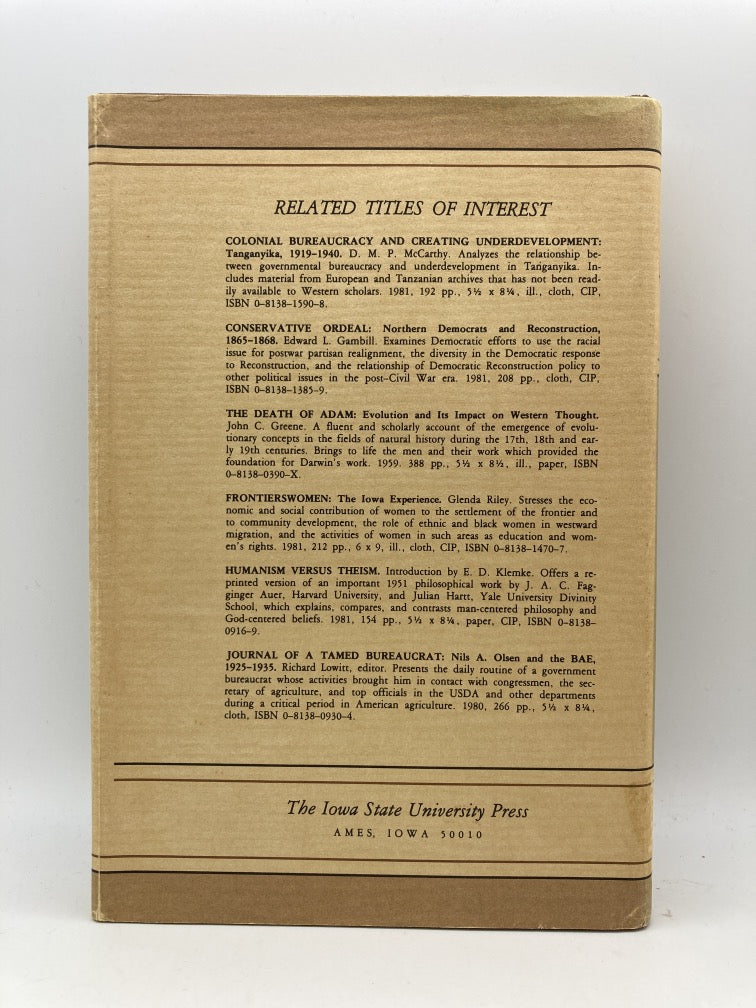 RELATED TITLES OF INTEREST
COLONIAL BUREAUCRACY AND CREATING UNDERDEVELOPMENT:
Tanganyika, 1919–1940. D. M. P. McCarthy. Analyzes the relationship be-
tween governmental bureaucracy and underdevelopment in Tanganyika. In-
cludes material from European and Tanzanian archives that has not been read-
ily available to Western scholars. 1981, 192 pp., 5½ x 8¼, ill., cloth, CIP,
ISBN 0–8138–1590–8.
CONSERVATIVE ORDEAL: Northern Democrats and Reconstruction,
1865–1868. Edward L. Gambill. Examines Democratic efforts to use the racial
issue for postwar partisan realignment, the diversity in the Democratic response
to Reconstruction, and the relationship of Democratic Reconstruction policy to
other political issues in the post–Civil War era. 1981, 208 pp., cloth, CIP,
ISBN 0–8138–1385–9.
THE DEATH OF ADAM: Evolution and Its Impact on Western Thought.
John C. Greene. A fluent and scholarly account of the emergence of evolu-
tionary concepts in the fields of natural history during the 17th, 18th and ear-
ly 19th centuries. Brings to life the men and their work which provided the
foundation for Darwin's work. 1959. 388 pp., 5½ x 8½, ill., paper, ISBN
0–8138–0390–X.
FRONTIERSWOMEN: The Iowa Experience. Glenda Riley. Stresses the eco-
nomic and social contribution of women to the settlement of the frontier and
to community development, the role of ethnic and black women in westward
migration, and the activities of women in such areas as education and wom-
en's rights. 1981, 212 pp., 6 x 9, ill., cloth, CIP, ISBN 0–8138–1470–7.
HUMANISM VERSUS THEISM. Introduction by E. D. Klemke. Offers a re-
printed version of an important 1951 philosophical work by J. A. C. Fag-
ginger Auer, Harvard University, and Julian Hartt, Yale University Divinity
School, which explains, compares, and contrasts man-centered philosophy and
God-centered beliefs. 1981, 154 pp., 5½ x 8¼, paper, CIP, ISBN 0–8138–
0916–9.
JOURNAL OF A TAMED BUREAUCRAT: Nils A. Olsen and the BAE,
1925–1935. Richard Lowitt, editor. Presents the daily routine of a government
bureaucrat whose activities brought him in contact with congressmen, the sec-
retary of agriculture, and top officials in the USDA and other departments
during a critical period in American agriculture. 1980, 266 pp., 5½ x 8¼,
cloth, ISBN 0–8138–0930–4.
The Iowa State University Press
AMES, IOWA 50010